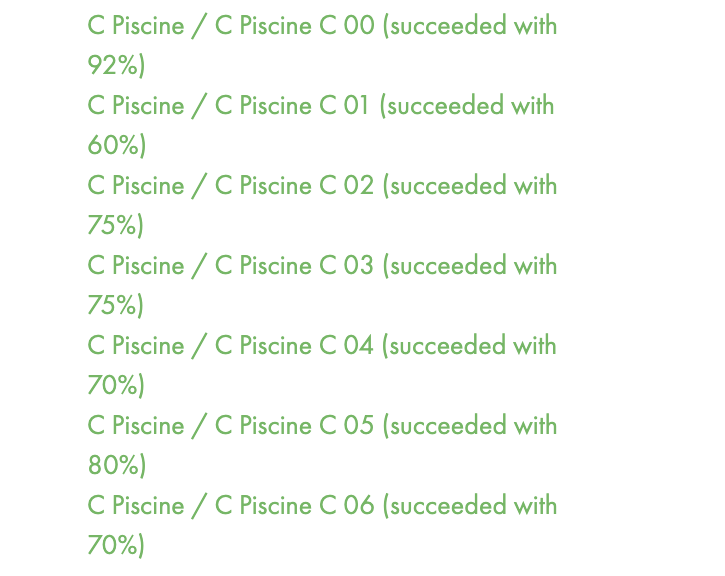 C Piscine / C Piscine C 00 (succeeded with
92%)
C Piscine / C Piscine C 01 (succeeded with
60%)
C Piscine / C Piscine C 02 (succeeded with
75%)
C Piscine / C Piscine C 03 (succeeded with
75%)
C Piscine / C Piscine C 04 (succeeded with
70%)
C Piscine / C Piscine C 05 (succeeded with
80%)
C Piscine / C Piscine C 06 (succeeded with
70%)